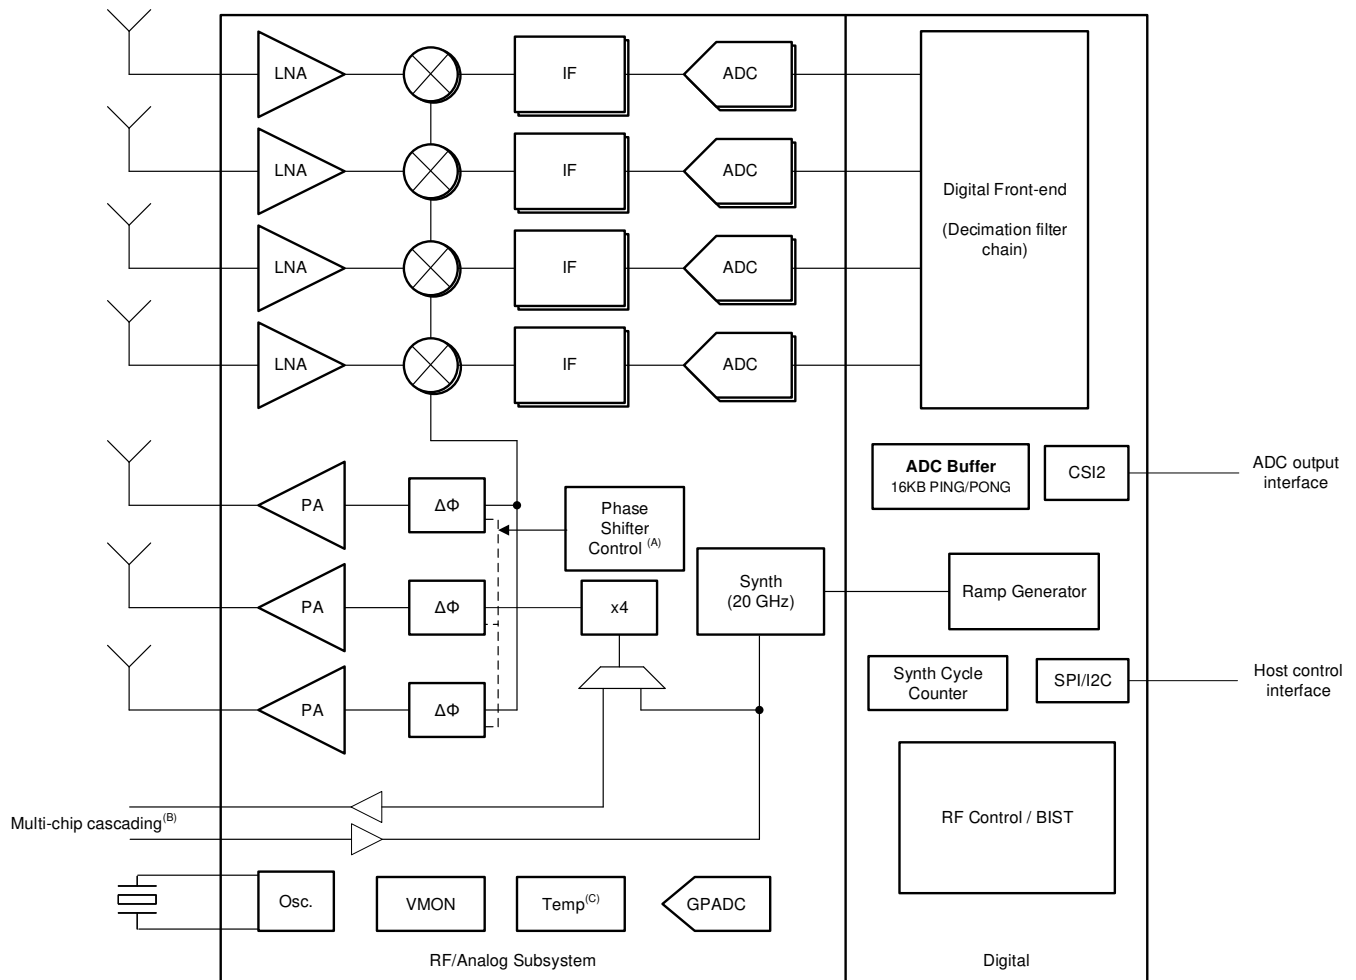 LNA
IF
ADC
LNA
IF
ADC
LNA
IF
ADC
LNA
IF
ADC
Digital Front-end
(Decimation filter
chain)
PA
ΔΦ
Phase
Shifter
Control (A)
PA
ΔΦ
x4
Synth
(20 GHz)
PA
ΔΦ
ADC Buffer
16KB PING/PONG
CSI2
ADC output
interface
Ramp Generator
Synth Cycle
Counter
SPI/I2C
Host control
interface
RF Control / BIST
Multi-chip cascading(B)
Osc.
VMON
Temp(C)
GPADC
RF/Analog Subsystem
Digital